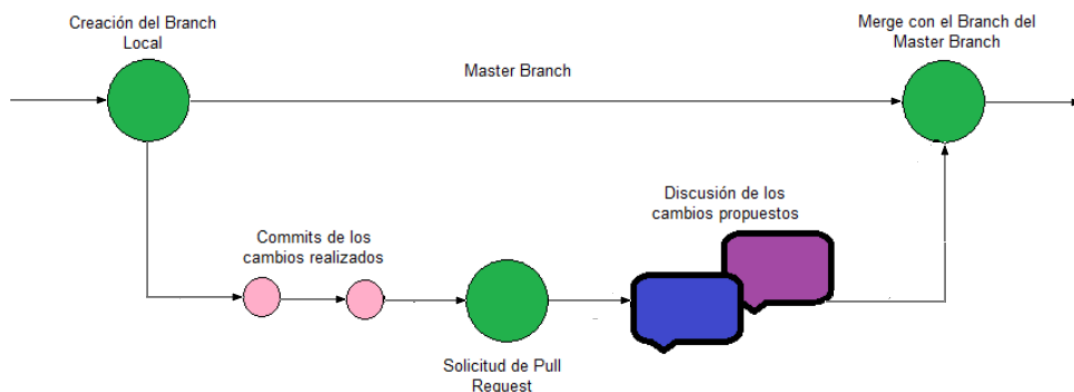 Creación del Branch
Local
Master Branch
Merge con el Branch del
Master Branch
Commits de los
cambios realizados
Solicitud de Pull
Request
Discusión de los
cambios propuestos